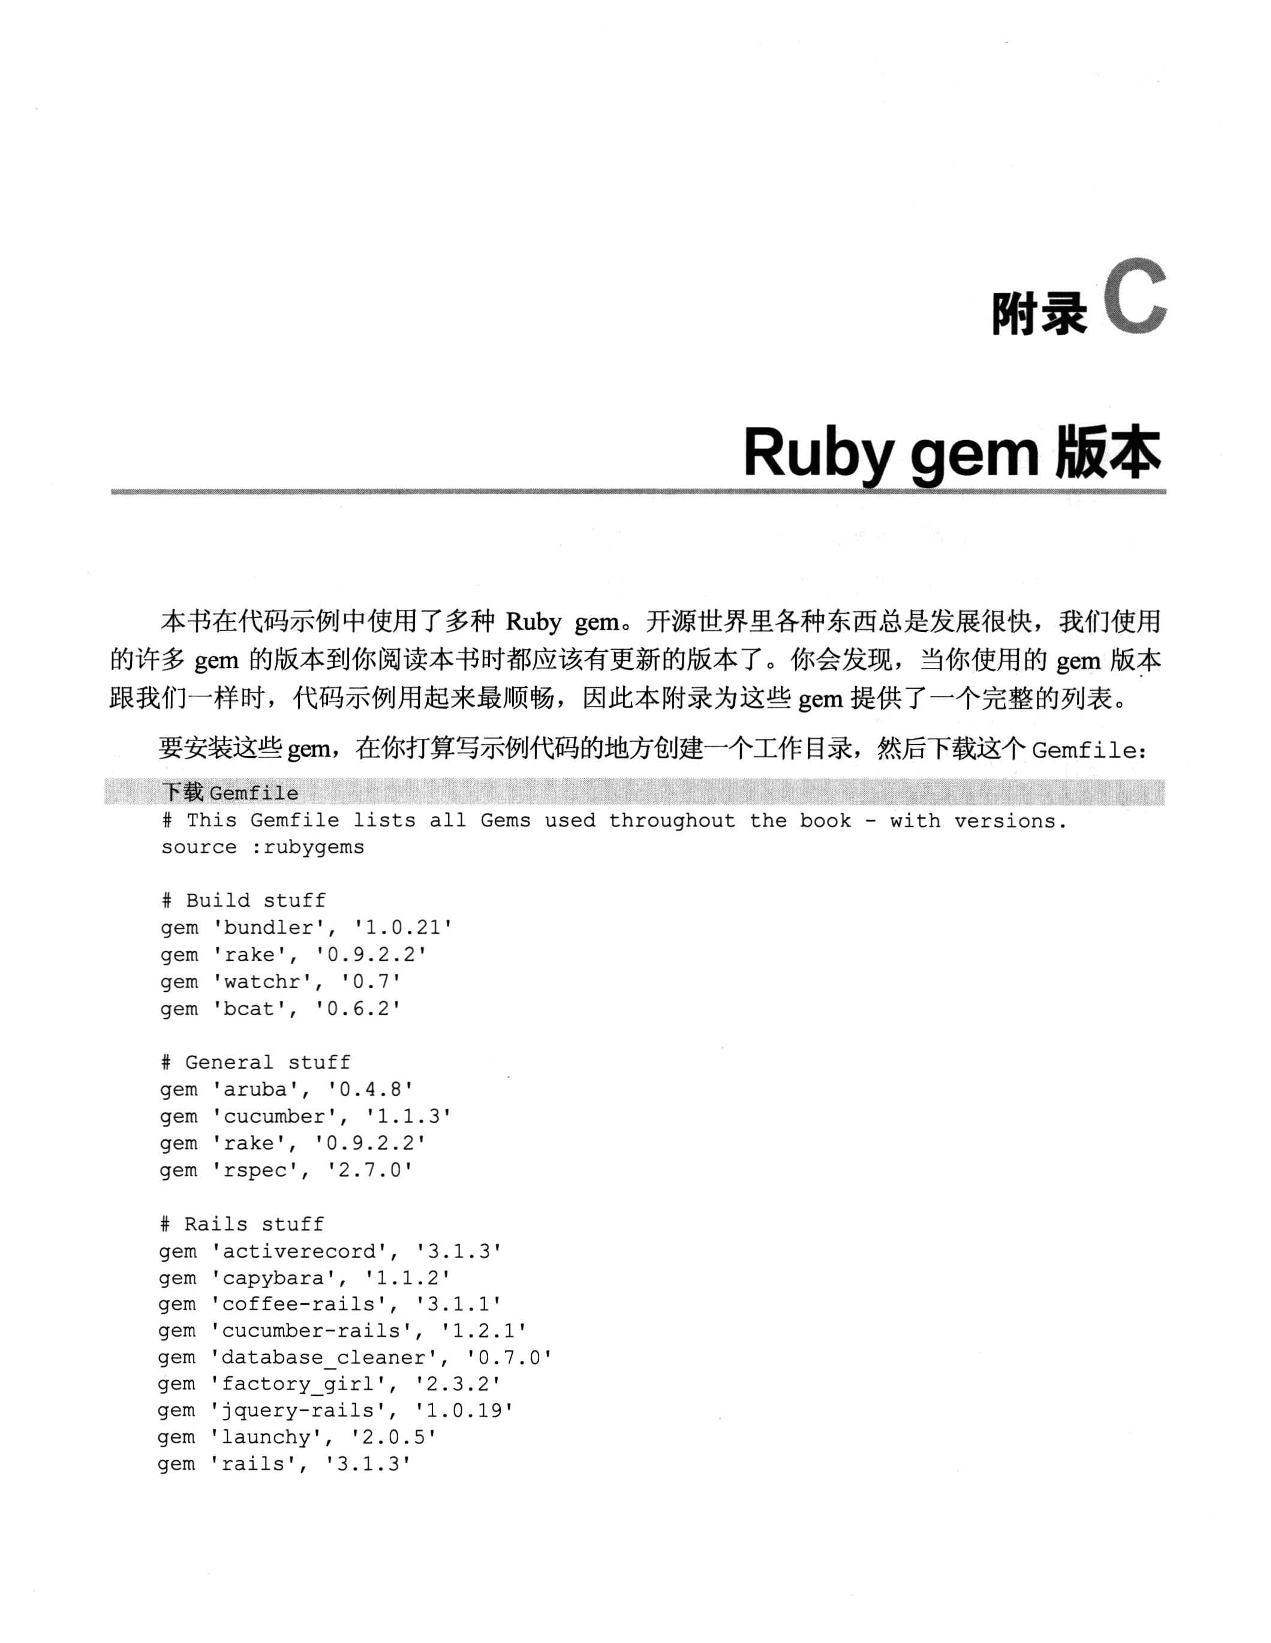 附录 C
Ruby gem 版本
本书在代码示例中使用了多种 Ruby gem。开源世界里各种东西总是发展很快，我们使用
的许多 gem 的版本到你阅读本书时都应该有更新的版本了。你会发现，当你使用的 gem 版本
跟我们一样时，代码示例用起来最顺畅，因此本附录为这些 gem 提供了一个完整的列表。
要安装这些 gem，在你打算写示例代码的地方创建一个工作目录，然后下载这个 Gemfile：
下载 Gemfile
# This Gemfile lists all Gems used throughout the book - with versions.
source :rubygems
# Build stuff
gem 'bundler', '1.0.21'
gem 'rake', '0.9.2.2'
gem 'watchr', '0.7'
gem 'bcat', '0.6.2'
# General stuff
gem 'aruba', '0.4.8'
gem 'cucumber', '1.1.3'
gem 'rake', '0.9.2.2'
gem 'rspec', '2.7.0'
# Rails stuff
gem 'activerecord', '3.1.3'
gem 'capybara', '1.1.2'
gem 'coffee-rails', '3.1.1'
gem 'cucumber-rails', '1.2.1'
gem 'database_cleaner', '0.7.0'
gem 'factory_girl', '2.3.2'
gem 'jquery-rails', '1.0.19'
gem 'launchy', '2.0.5'
gem 'rails', '3.1.3'